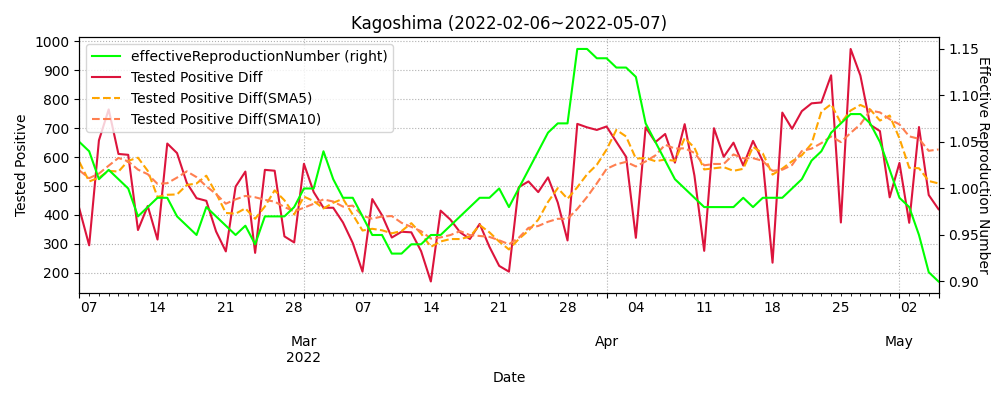 Kagoshima (2022-02-06~2022-05-07)
effectiveReproductionNumber (right)
Tested Positive Diff
Tested Positive Diff(SMA5)
Tested Positive Diff(SMA10)
Tested Positive
1000
900
800
700
600
500
400
300
200
Effective Reproduction Number
1.15
1.10
1.05
1.00
0.95
0.90
07 14 21 28 07 14 21 28 04 11 18 25 02
Mar Apr May
2022
Date